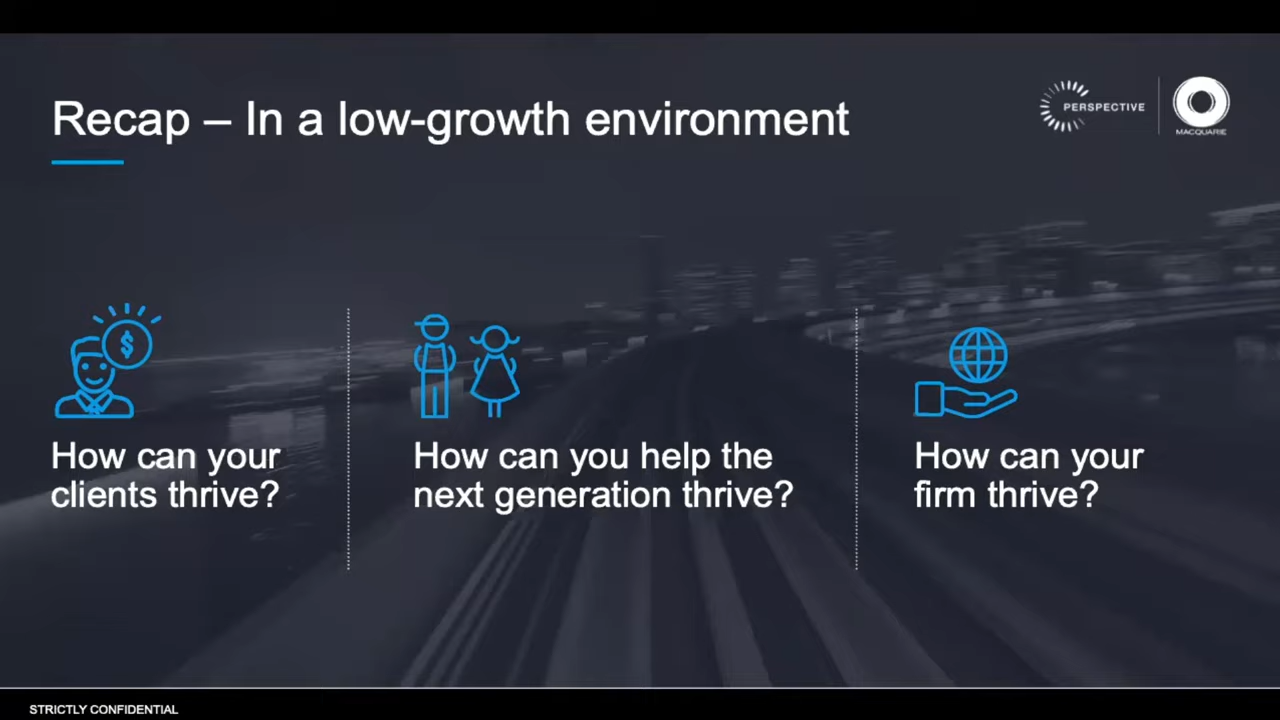 Recap – In a low-growth environment
PERSPECTIVE
MACQUARIE
$
How can your
clients thrive?
How can you help the
next generation thrive?
How can your
firm thrive?
STRICTLY CONFIDENTIAL